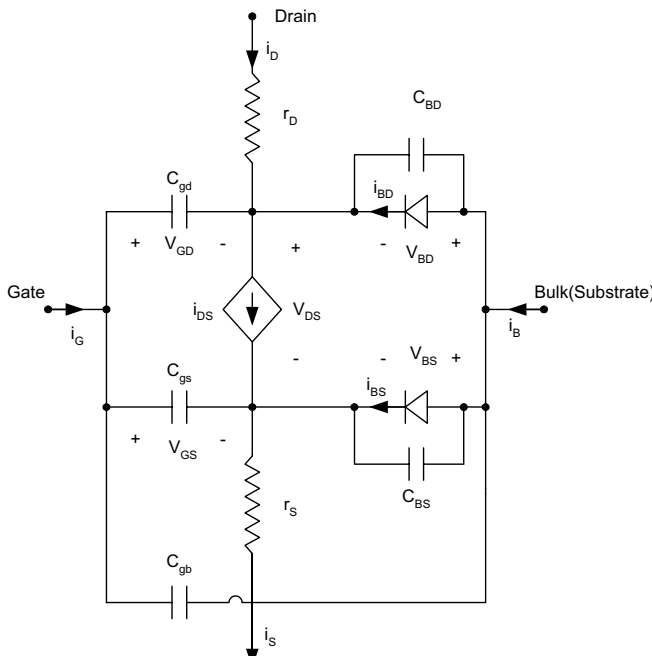 Drain
i_D
r_D
C_BD
C_gd
i_BD
+ V_GD - + - V_BD +
Gate
i_DS V_DS
Bulk(Substrate)
i_G
i_B
- - V_BS +
C_gs
i_BS
+ V_GS -
r_S
C_BS
C_gb
i_S